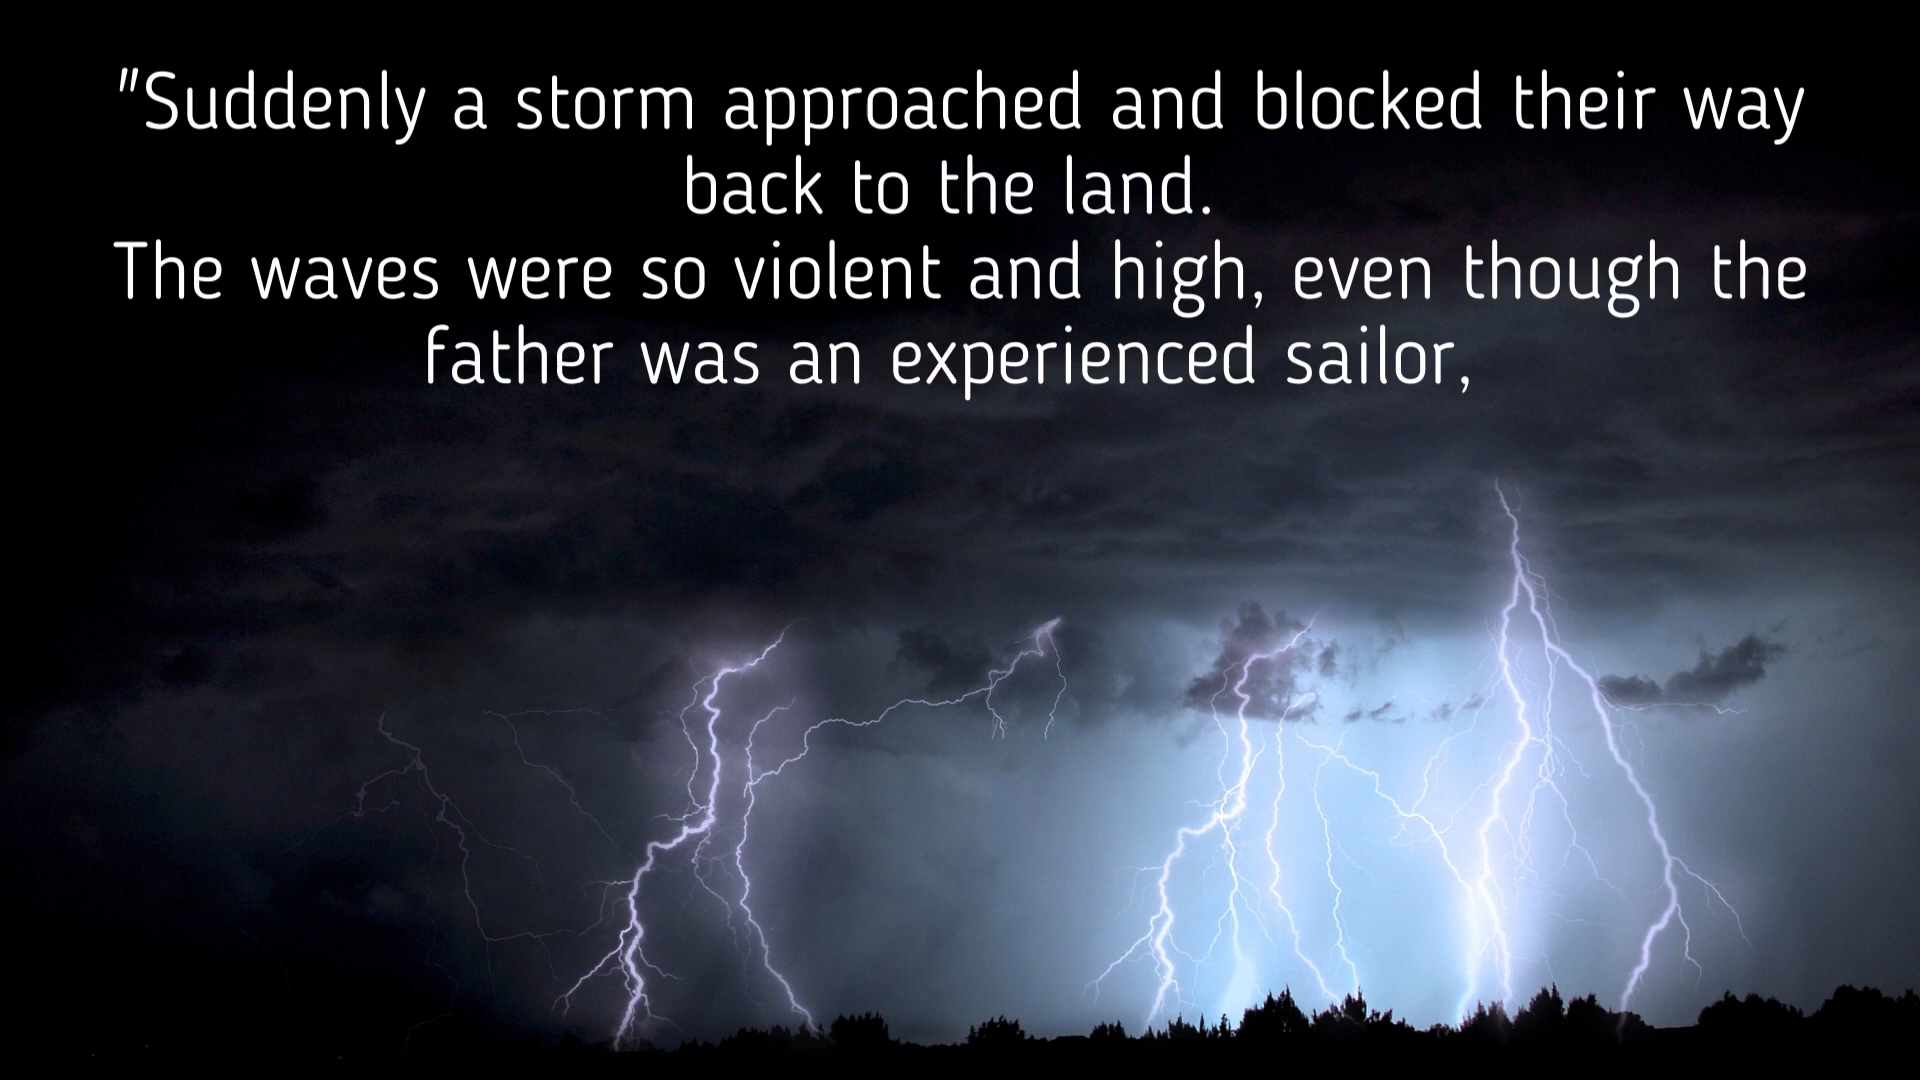 "Suddenly a storm approached and blocked their way
back to the land.
The waves were so violent and high, even though the
father was an experienced sailor,